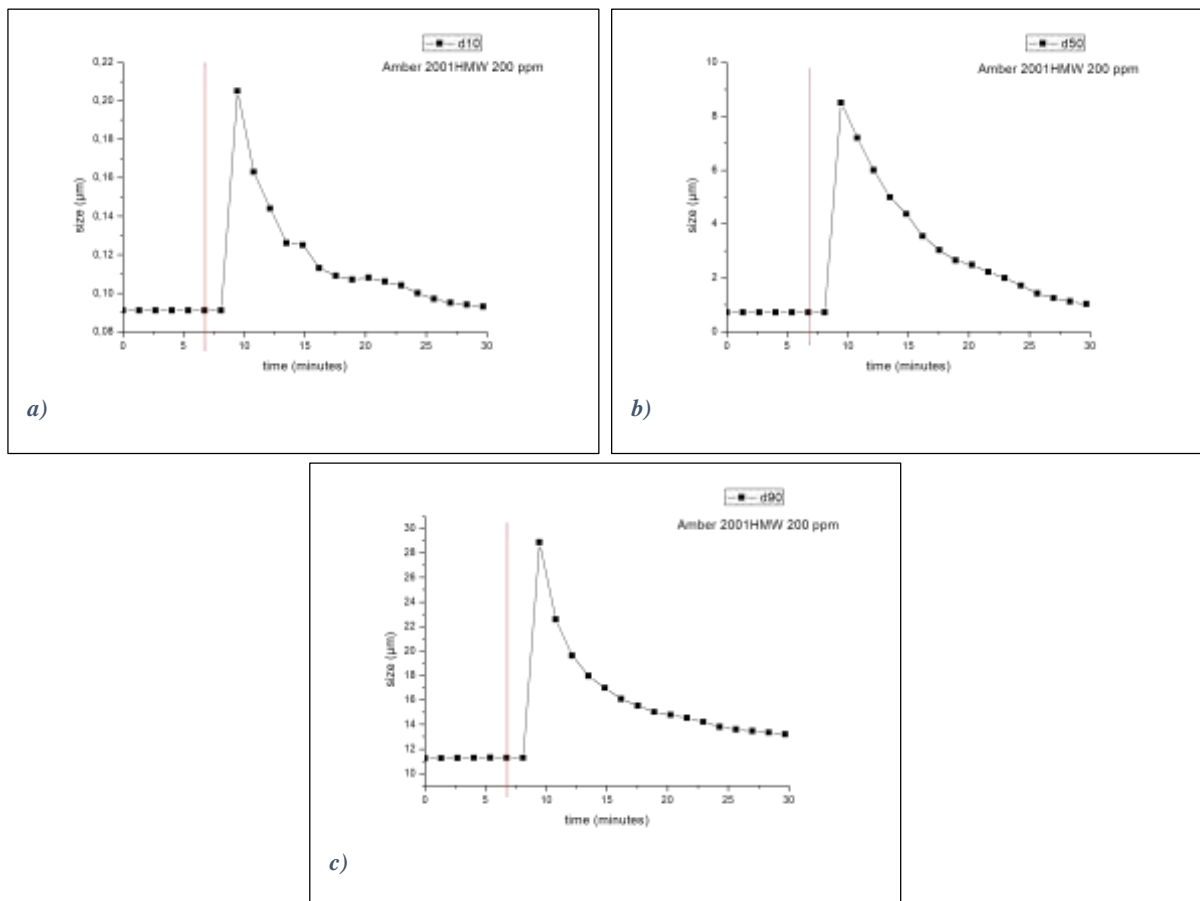 d10
Amber 2001HMW 200 ppm
0,22
0,20
0,18
0,16
0,14
0,12
0,10
0,08
size (µm)
0 5 10 15 20 25 30
time (minutes)
a)
d50
Amber 2001HMW 200 ppm
10
8
6
4
2
0
size (µm)
0 5 10 15 20 25 30
time (minutes)
b)
d90
Amber 2001HMW 200 ppm
30
28
26
24
22
20
18
16
14
12
10
size (µm)
0 5 10 15 20 25 30
time (minutes)
c)